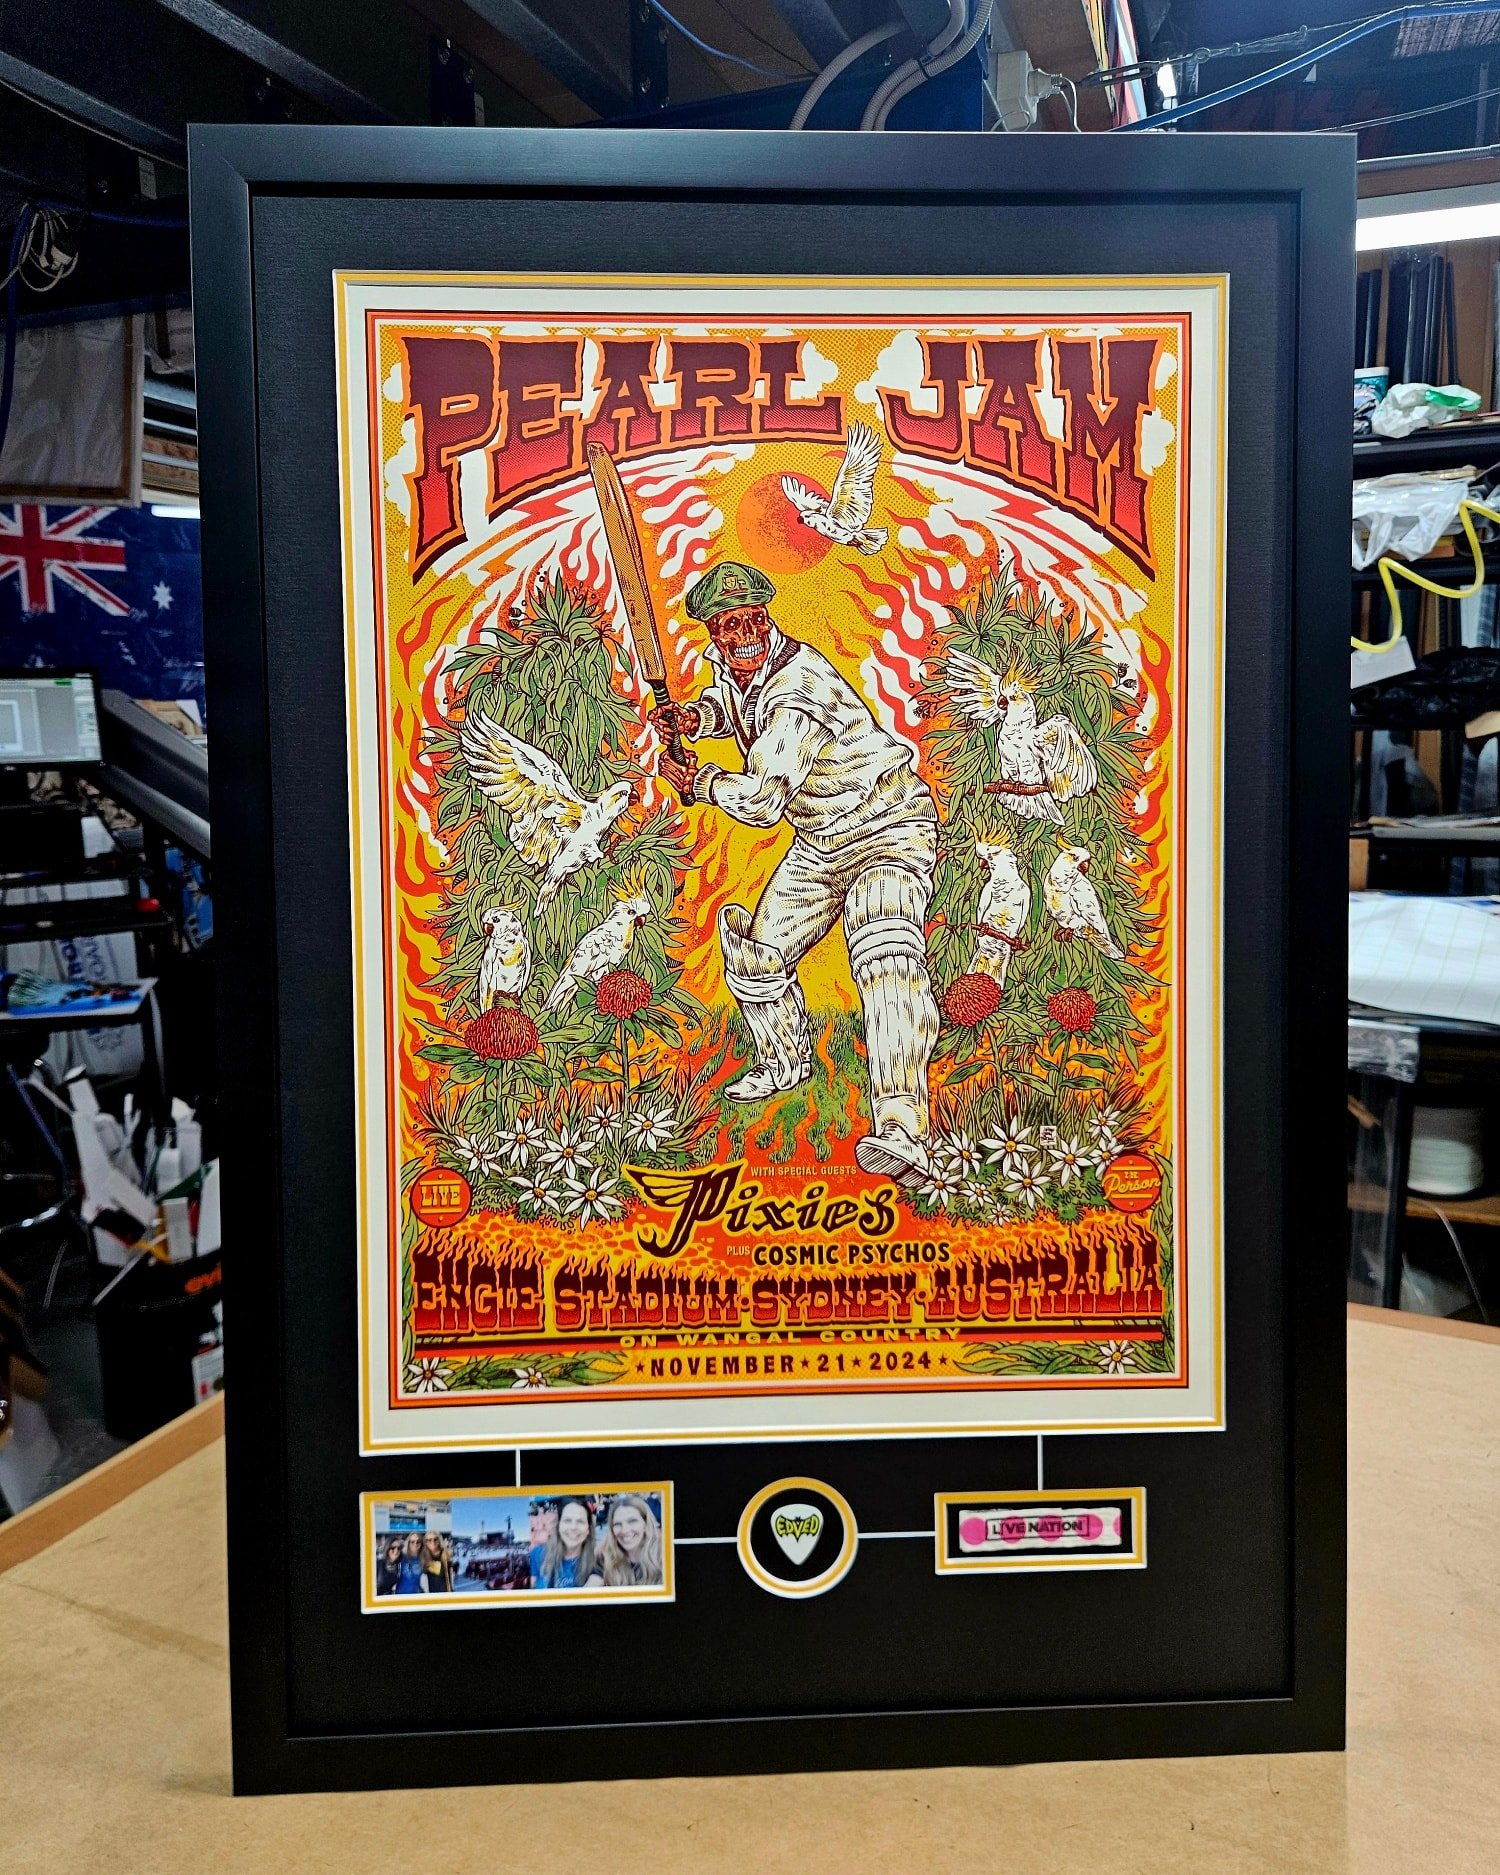 PEARL JAM
WITH SPECIAL GUESTS
Pixies
PLUS COSMIC PSYCHOS
LIVE
IN Person
ENGIE STADIUM·SYDNEY·AUSTRALIA
ON WANGAL COUNTRY
★NOVEMBER★21★2024★
EDVED
LIVE NATION